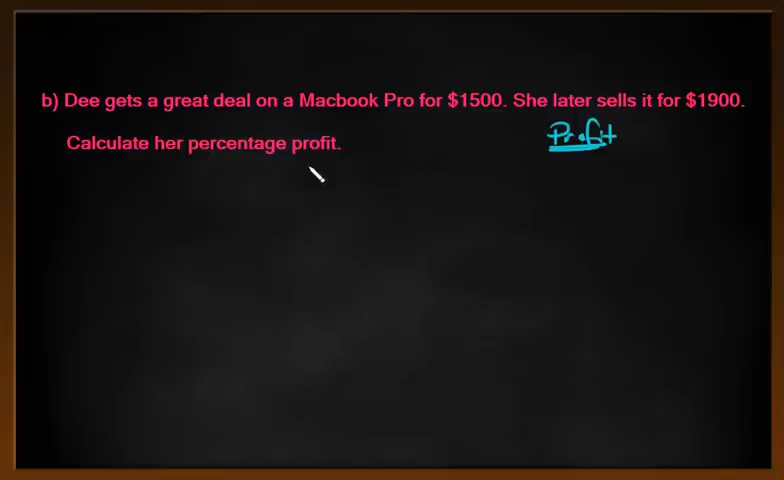 b) Dee gets a great deal on a Macbook Pro for $1500. She later sells it for $1900.
Calculate her percentage profit.
Profit